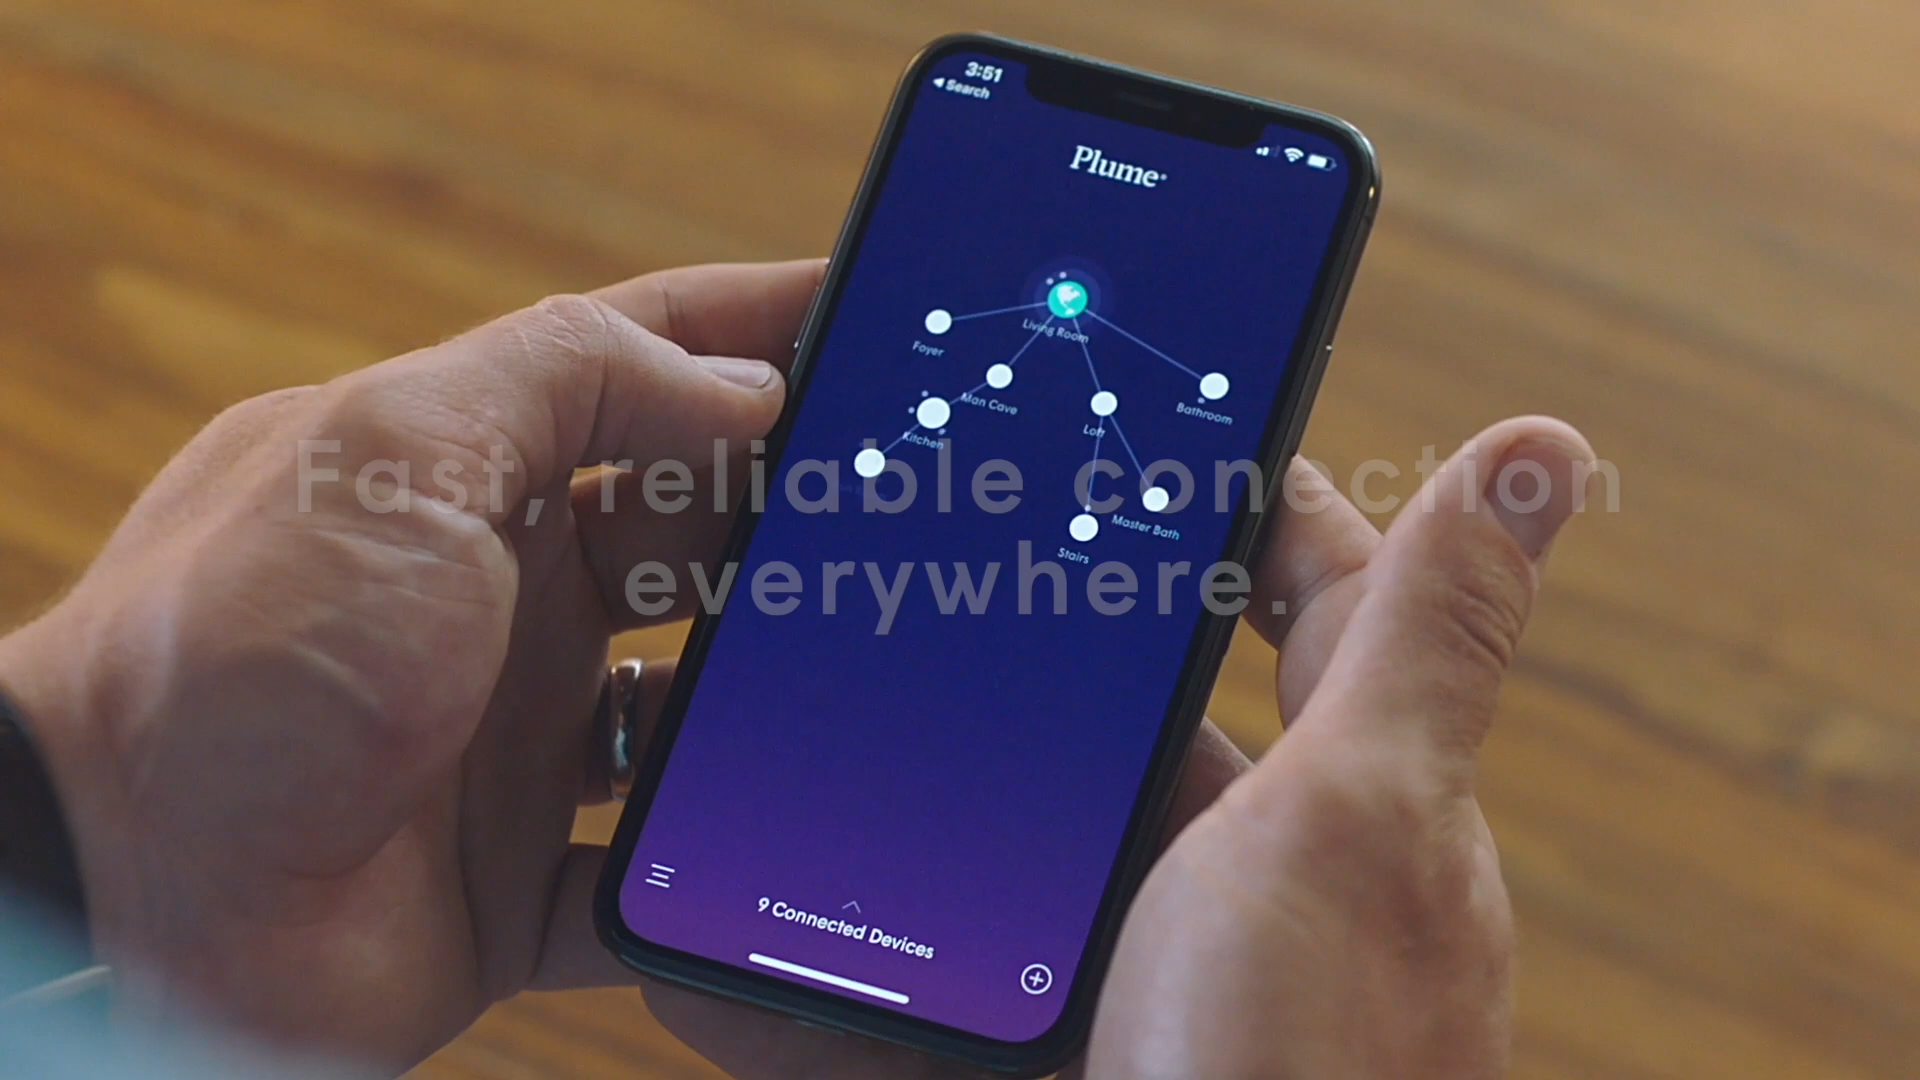 3:51
Search
Plume
Living Room
Foyer
Bathroom
Man Cave
Loft
Kitchen
Master Bath
Stairs
Fast, reliable conection
everywhere.
9 Connected Devices